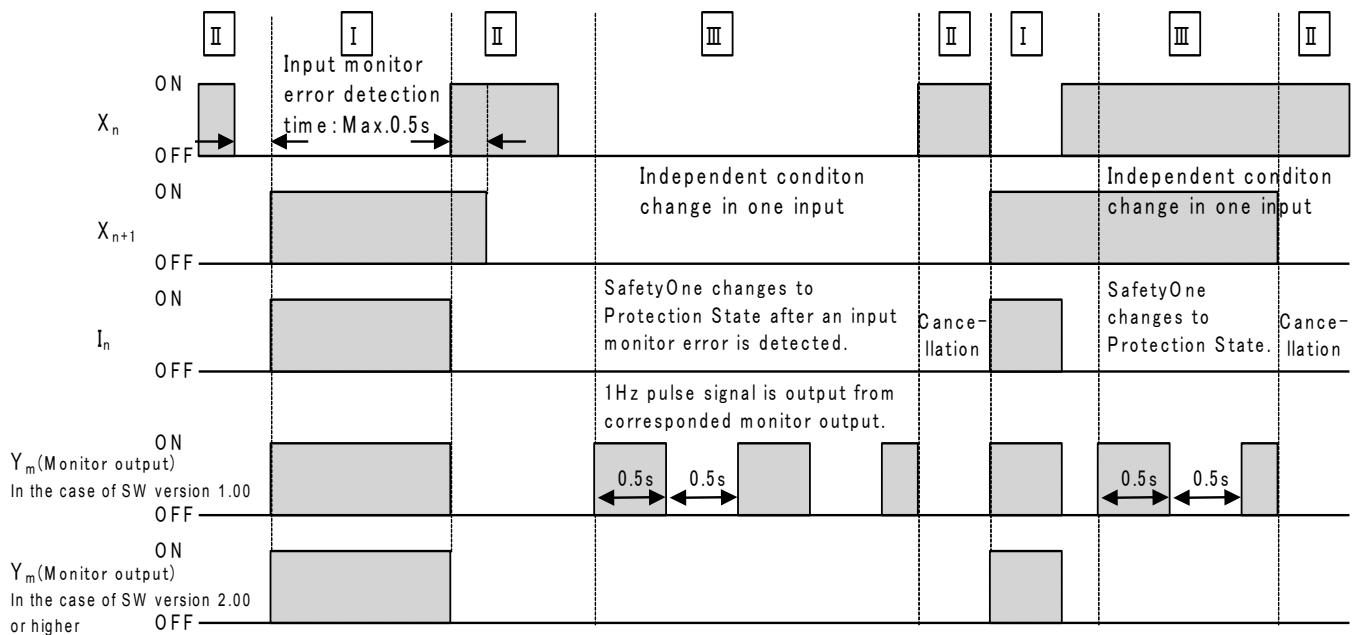 Ⅱ Ⅰ Ⅱ Ⅲ Ⅱ Ⅰ Ⅲ Ⅱ
Input monitor
error detection
time:Max.0.5s
ON
Xn
OFF
Independent conditon
change in one input
Independent conditon
change in one input
ON
Xn+1
OFF
SafetyOne changes to
Protection State after an input
monitor error is detected.
Cance-
llation
SafetyOne
changes to
Protection State.
Cance-
llation
ON
In
OFF
1Hz pulse signal is output from
corresponded monitor output.
ON
Ym(Monitor output)
In the case of SW version 1.00
OFF
0.5s 0.5s 0.5s 0.5s
ON
Ym(Monitor output)
In the case of SW version 2.00
or higher
OFF